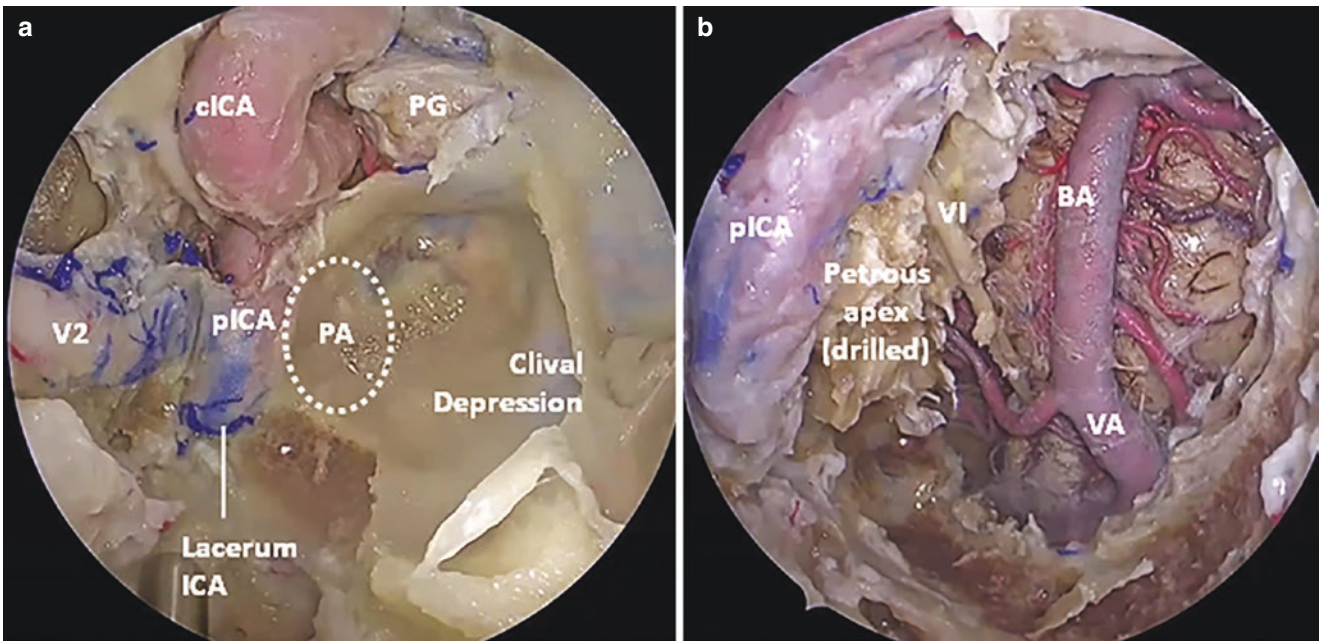 a
cICA
PG
V2
pICA
PA
Clival
Depression
Lacerum
ICA
b
pICA
VI
BA
Petrous
apex
(drilled)
VA